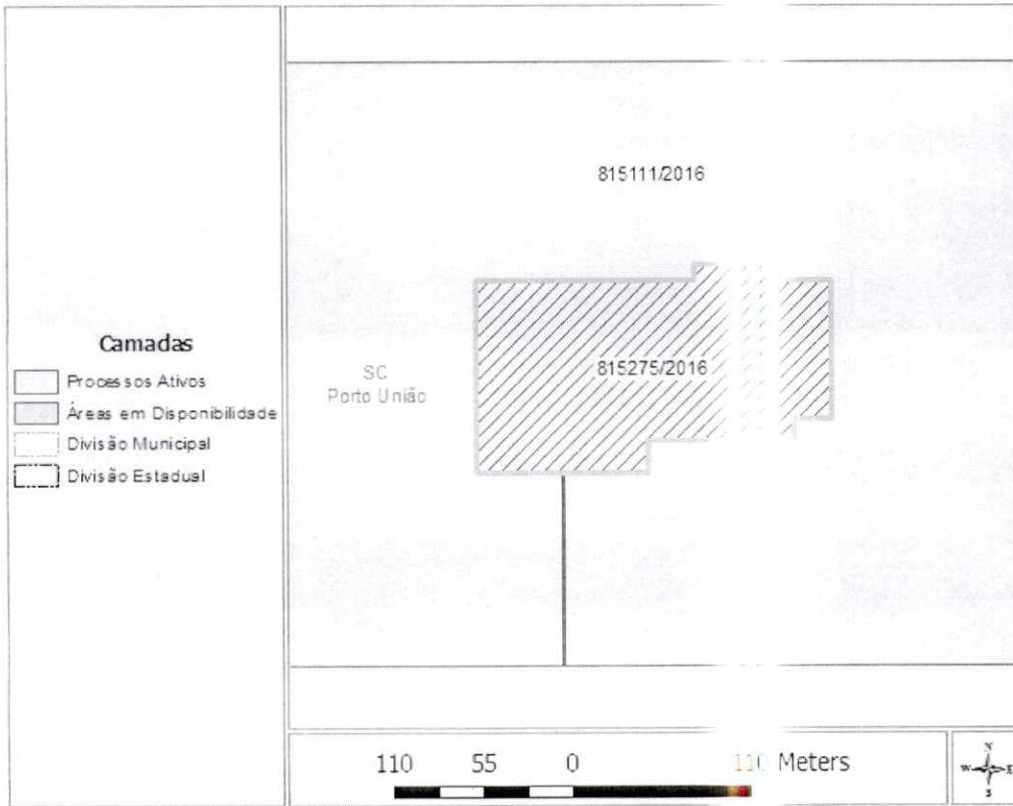 815111/2016
Camadas
Processos Ativos
Áreas em Disponibilidade
Divisão Municipal
Divisão Estadual
SC
Porto União
815275/2016
110 55 0 110 Meters
N
W E
S